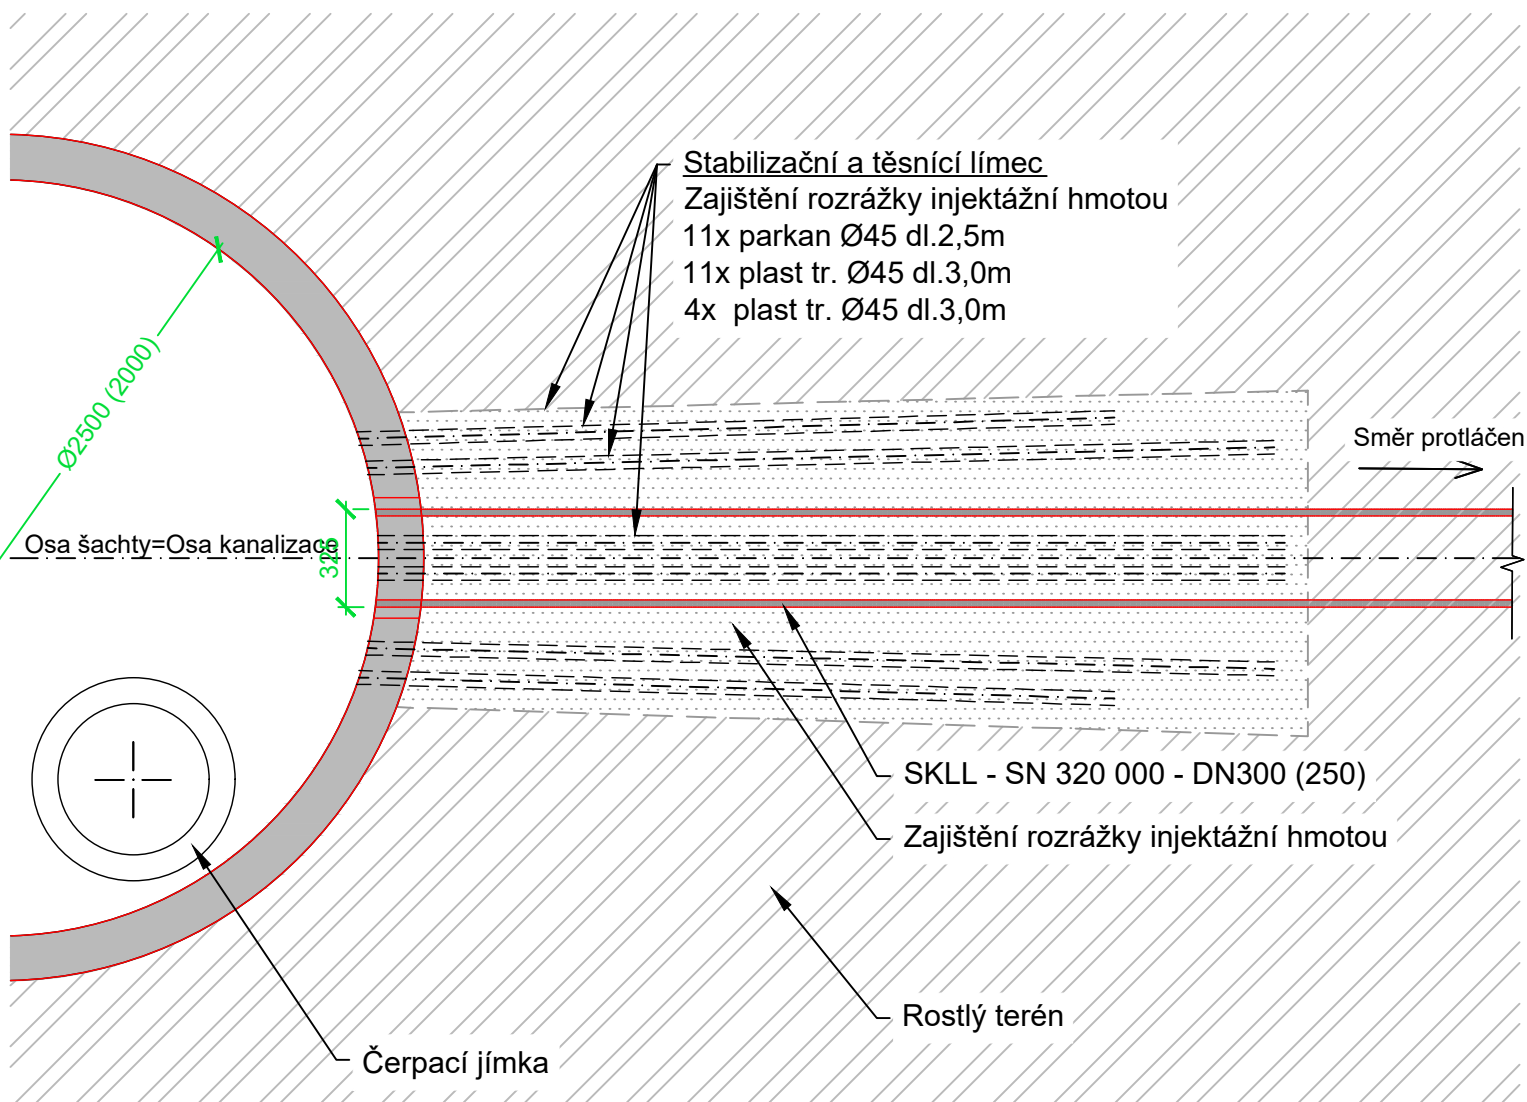 Stabilizační a těsnící límec
Zajištění rozrážky injektážní hmotou
11x parkan Ø45 dl.2,5m
11x plast tr. Ø45 dl.3,0m
4x plast tr. Ø45 dl.3,0m
Ø2500 (2000)
Směr protláčen
Osa šachty=Osa kanalizace
326
SKLL - SN 320 000 - DN300 (250)
Zajištění rozrážky injektážní hmotou
Rostlý terén
Čerpací jímka